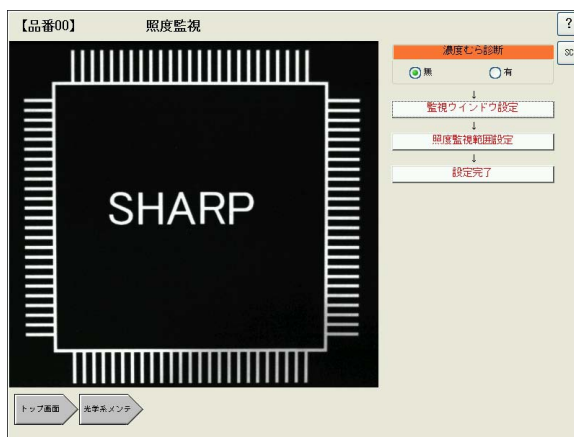 【品番00】 照度監視
?
SC
濃度むら診断
無 有
↓
監視ウインドウ設定
↓
照度監視範囲設定
↓
設定完了
SHARP
トップ画面 光学系メンテ